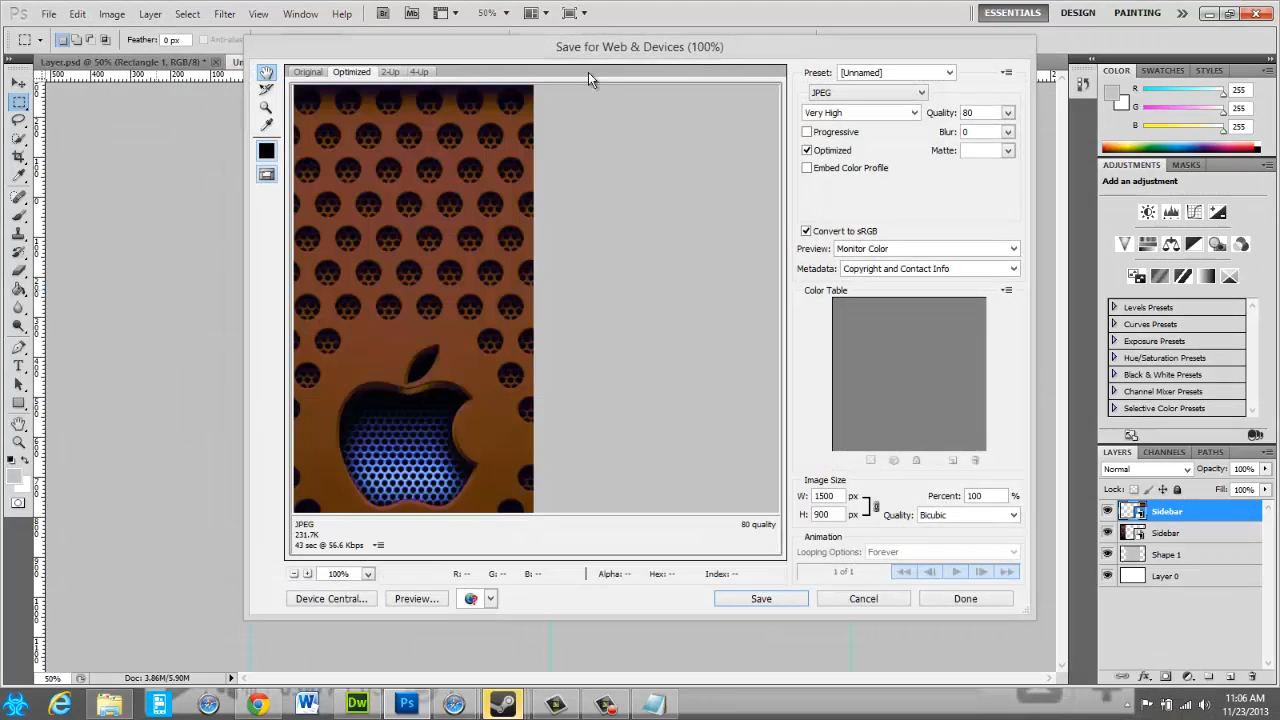 Ps File Edit Image Layer Select Filter View Window Help Br Mb 50% ESSENTIALS DESIGN PAINTING
Feather: 0 px Anti-alias
Layer.psd @ 50% (Rectangle 1, RGB/8) *
Save for Web & Devices (100%)
Original Optimized 2-Up 4-Up
Preset: [Unnamed]
JPEG
Very High Quality: 80
Progressive Blur: 0
Optimized Matte:
Embed Color Profile
Convert to sRGB
Preview: Monitor Color
Metadata: Copyright and Contact Info
Color Table
Image Size
W: 1500 px Percent: 100 %
H: 900 px Quality: Bicubic
Animation
Looping Options: Forever
1 of 1
JPEG 80 quality
231.7K
43 sec @ 56.6 Kbps
100% R: -- G: -- B: -- Alpha: -- Hex: -- Index: --
Device Central... Preview... Save Cancel Done
COLOR SWATCHES STYLES
R 255
G 255
B 255
ADJUSTMENTS MASKS
Add an adjustment
Levels Presets
Curves Presets
Exposure Presets
Hue/Saturation Presets
Black & White Presets
Channel Mixer Presets
Selective Color Presets
LAYERS CHANNELS PATHS
Normal Opacity: 100%
Lock: Fill: 100%
Sidebar
Sidebar
Shape 1
Layer 0
50% Doc: 3.86M/5.90M
W Dw Ps
11:06 AM
11/23/2013